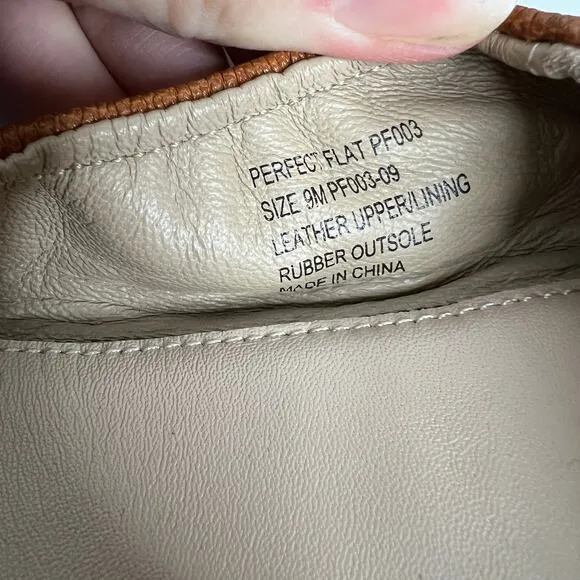 PERFECT FLAT PF003
SIZE 9M PF003-09
LEATHER UPPER/LINING
RUBBER OUTSOLE
MADE IN CHINA